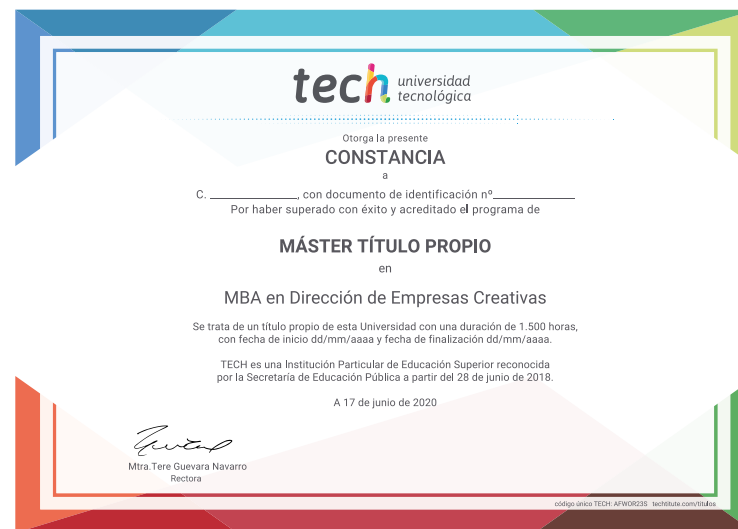 tech universidad
tecnológica
Otorga la presente
CONSTANCIA
a
C. ______________, con documento de identificación nº_____________
Por haber superado con éxito y acreditado el programa de
MÁSTER TÍTULO PROPIO
en
MBA en Dirección de Empresas Creativas
Se trata de un título propio de esta Universidad con una duración de 1.500 horas,
con fecha de inicio dd/mm/aaaa y fecha de finalización dd/mm/aaaa.
TECH es una Institución Particular de Educación Superior reconocida
por la Secretaría de Educación Pública a partir del 28 de junio de 2018.
A 17 de junio de 2020
Mtra.Tere Guevara Navarro
Rectora
código único TECH: AFWOR23S techtitute.com/titulos